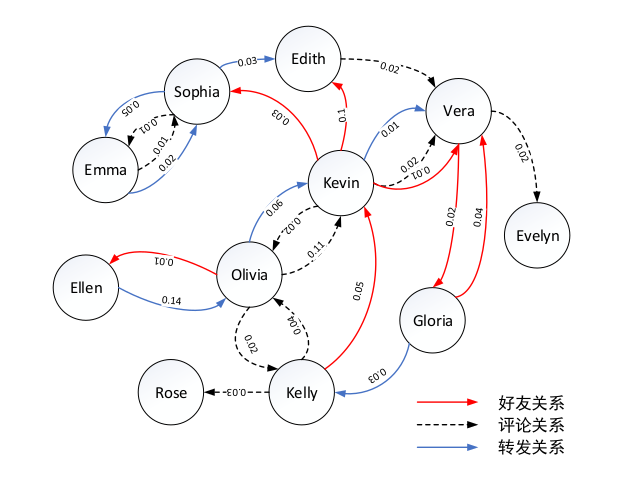 Edith
0.03
0.02
Sophia
0.05
Vera
0.1
0.01
0.03
0.01
0.01
0.02
Emma
0.02
0.02
0.01
Kevin
0.06
0.02
0.02
0.04
Evelyn
0.11
0.01
Olivia
Ellen
0.14
0.05
Gloria
0.02
0.04
0.03
Rose
0.03
Kelly
好友关系
评论关系
转发关系